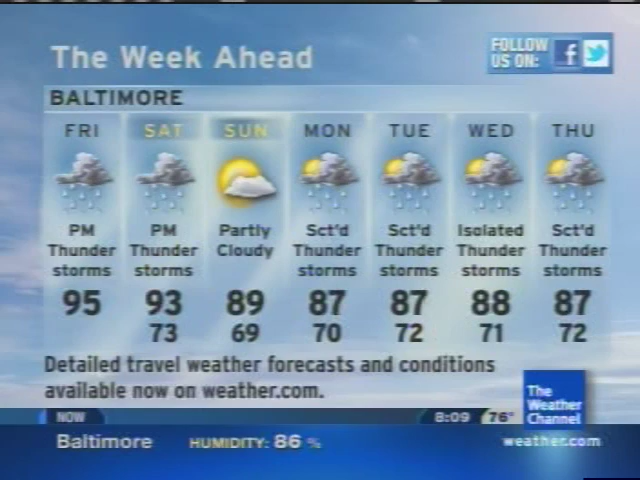 The Week Ahead
FOLLOW
US ON:
BALTIMORE
FRI SAT SUN MON TUE WED THU
PM PM Partly Sct'd Sct'd Isolated Sct'd
Thunder Thunder Cloudy Thunder Thunder Thunder Thunder
storms storms storms storms storms storms
95 93 89 87 87 88 87
73 69 70 72 71 72
Detailed travel weather forecasts and conditions
available now on weather.com.
The
Weather
Channel
NOW 8:09 76°
Baltimore HUMIDITY: 86 % weather.com